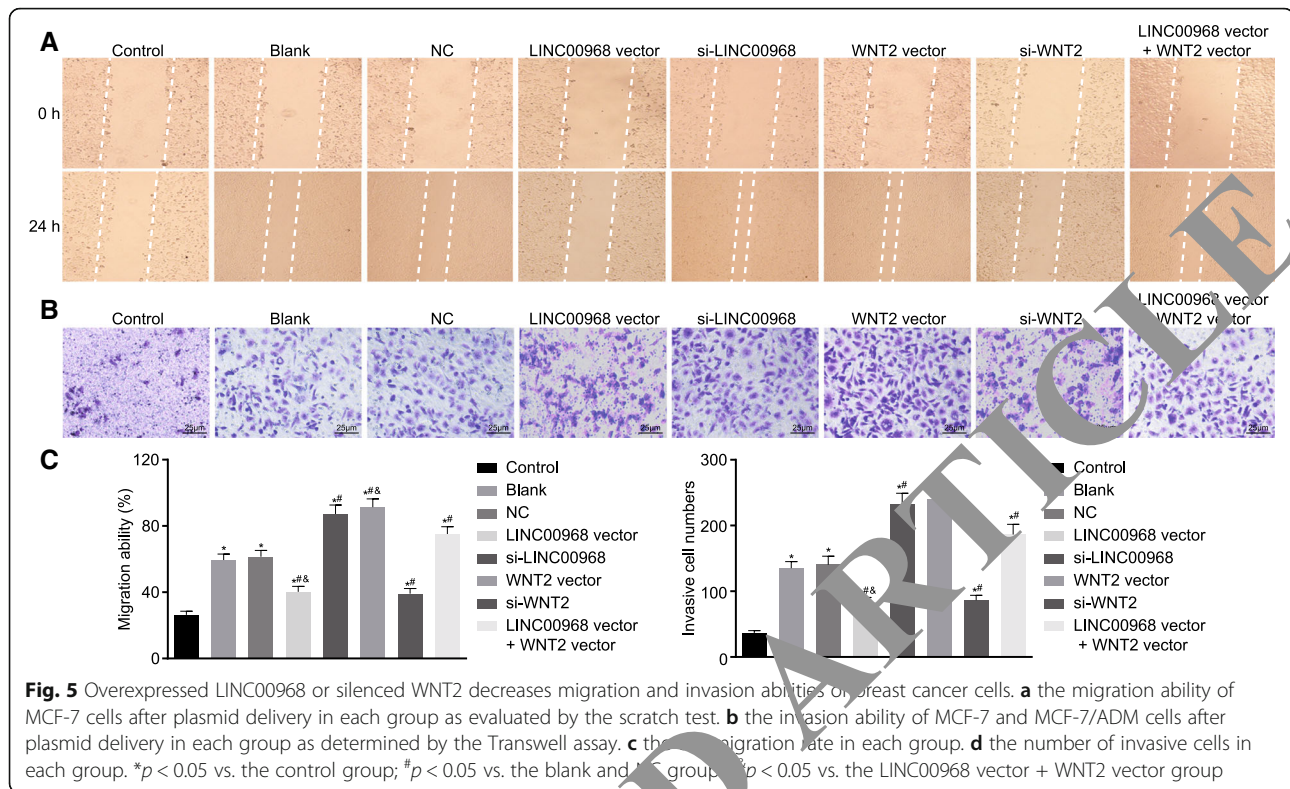 A
Control Blank NC LINC00968 vector si-LINC00968 WNT2 vector si-WNT2 LINC00968 vector
+ WNT2 vector
0 h
24 h
B
Control Blank NC LINC00968 vector si-LINC00968 WNT2 vector si-WNT2 LINC00968 vector
WNT2 vector
25μm 25μm 25μm 25μm 25μm 25μm 25μm 25μm
C
Migration ability (%)
120
80
40
0
* * *#& *# *#& *# *#
Control
Blank
NC
LINC00968 vector
si-LINC00968
WNT2 vector
si-WNT2
LINC00968 vector
+ WNT2 vector
Invasive cell numbers
300
200
100
0
* * #& *# *# *#
Control
Blank
NC
LINC00968 vector
si-LINC00968
WNT2 vector
si-WNT2
LINC00968 vector
+ WNT2 vector
Fig. 5 Overexpressed LINC00968 or silenced WNT2 decreases migration and invasion abilities of breast cancer cells. a the migration ability of
MCF-7 cells after plasmid delivery in each group as evaluated by the scratch test. b the invasion ability of MCF-7 and MCF-7/ADM cells after
plasmid delivery in each group as determined by the Transwell assay. c the migration rate in each group. d the number of invasive cells in
each group. *p < 0.05 vs. the control group; #p < 0.05 vs. the blank and NC group p < 0.05 vs. the LINC00968 vector + WNT2 vector group
D ARTICLE